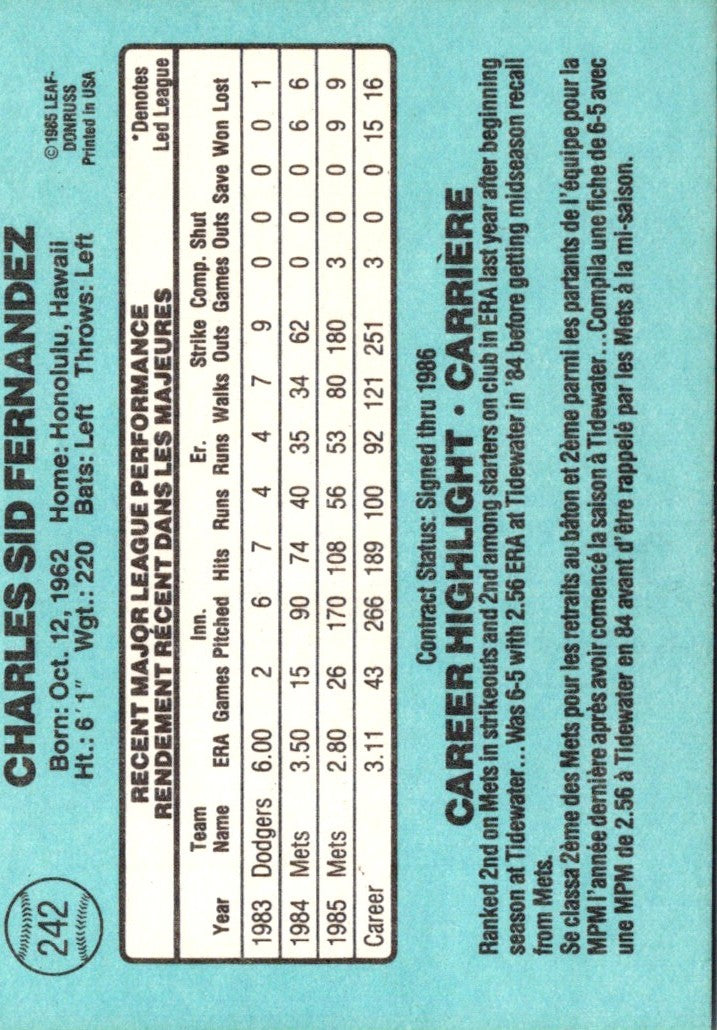 242
CHARLES SID FERNANDEZ
Born: Oct. 12, 1962 Home: Honolulu, Hawaii
Ht.: 6'1" Wgt.: 220 Bats: Left Throws: Left
© 1985 LEAF-
DONRUSS
Printed in USA
RECENT MAJOR LEAGUE PERFORMANCE
RENDEMENT RÉCENT DANS LES MAJEURES
*Denotes
Led League
Team Inn. Er. Strike Comp. Shut
Year Name ERA Games Pitched Hits Runs Runs Walks Outs Games Outs Save Won Lost
1983 Dodgers 6.00 2 6 7 4 4 7 9 0 0 0 0 1
1984 Mets 3.50 15 90 74 40 35 34 62 0 0 0 6 6
1985 Mets 2.80 26 170 108 56 53 80 180 3 0 0 9 9
Career 3.11 43 266 189 100 92 121 251 3 0 0 15 16
Contract Status: Signed thru 1986
CAREER HIGHLIGHT · CARRIÈRE
Ranked 2nd on Mets in strikeouts and 2nd among starters on club in ERA last year after beginning
season at Tidewater...Was 6-5 with 2.56 ERA at Tidewater in '84 before getting midseason recall
from Mets.
Se classa 2ème des Mets pour les retraits au bâton et 2ème parmi les partants de l'équipe pour la
MPM l'année dernière après avoir comencé la saison à Tidewater...Compila une fiche de 6-5 avec
une MPM de 2.56 à Tidewater en 84 avant d'être rappelé par les Mets à la mi-saison.